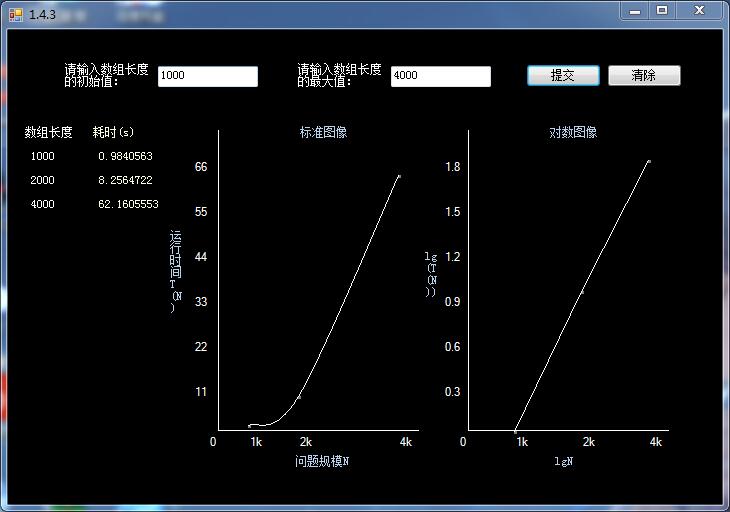 1.4.3
请输入数组长度
的初始值：
1000
请输入数组长度
的最大值：
4000
提交
清除
数组长度 耗时(s)
1000 0.9840563
2000 8.2564722
4000 62.1605553
标准图像
66
55
44
33
22
11
运行时间T(N)
0 1k 2k 4k
问题规模N
对数图像
1.8
1.5
1.2
0.9
0.6
0.3
lg(T(N))
0 1k 2k 4k
lgN